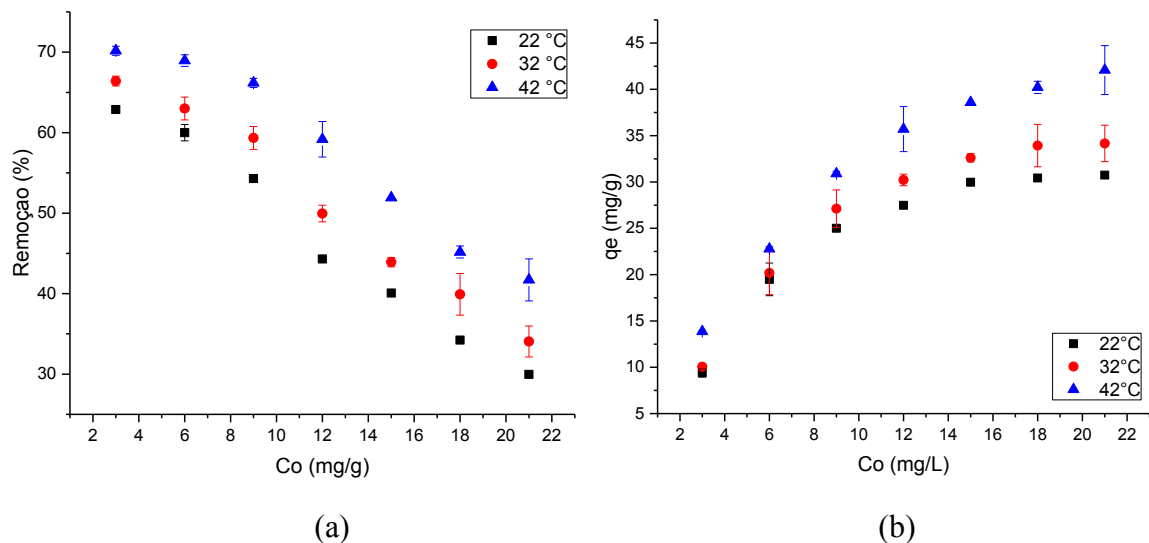 70
60
50
40
30
Remoçao (%)
2 4 6 8 10 12 14 16 18 20 22
Co (mg/g)
22 °C
32 °C
42 °C
(a)
45
40
35
30
25
20
15
10
5
qe (mg/g)
2 4 6 8 10 12 14 16 18 20 22
Co (mg/L)
22°C
32°C
42°C
(b)